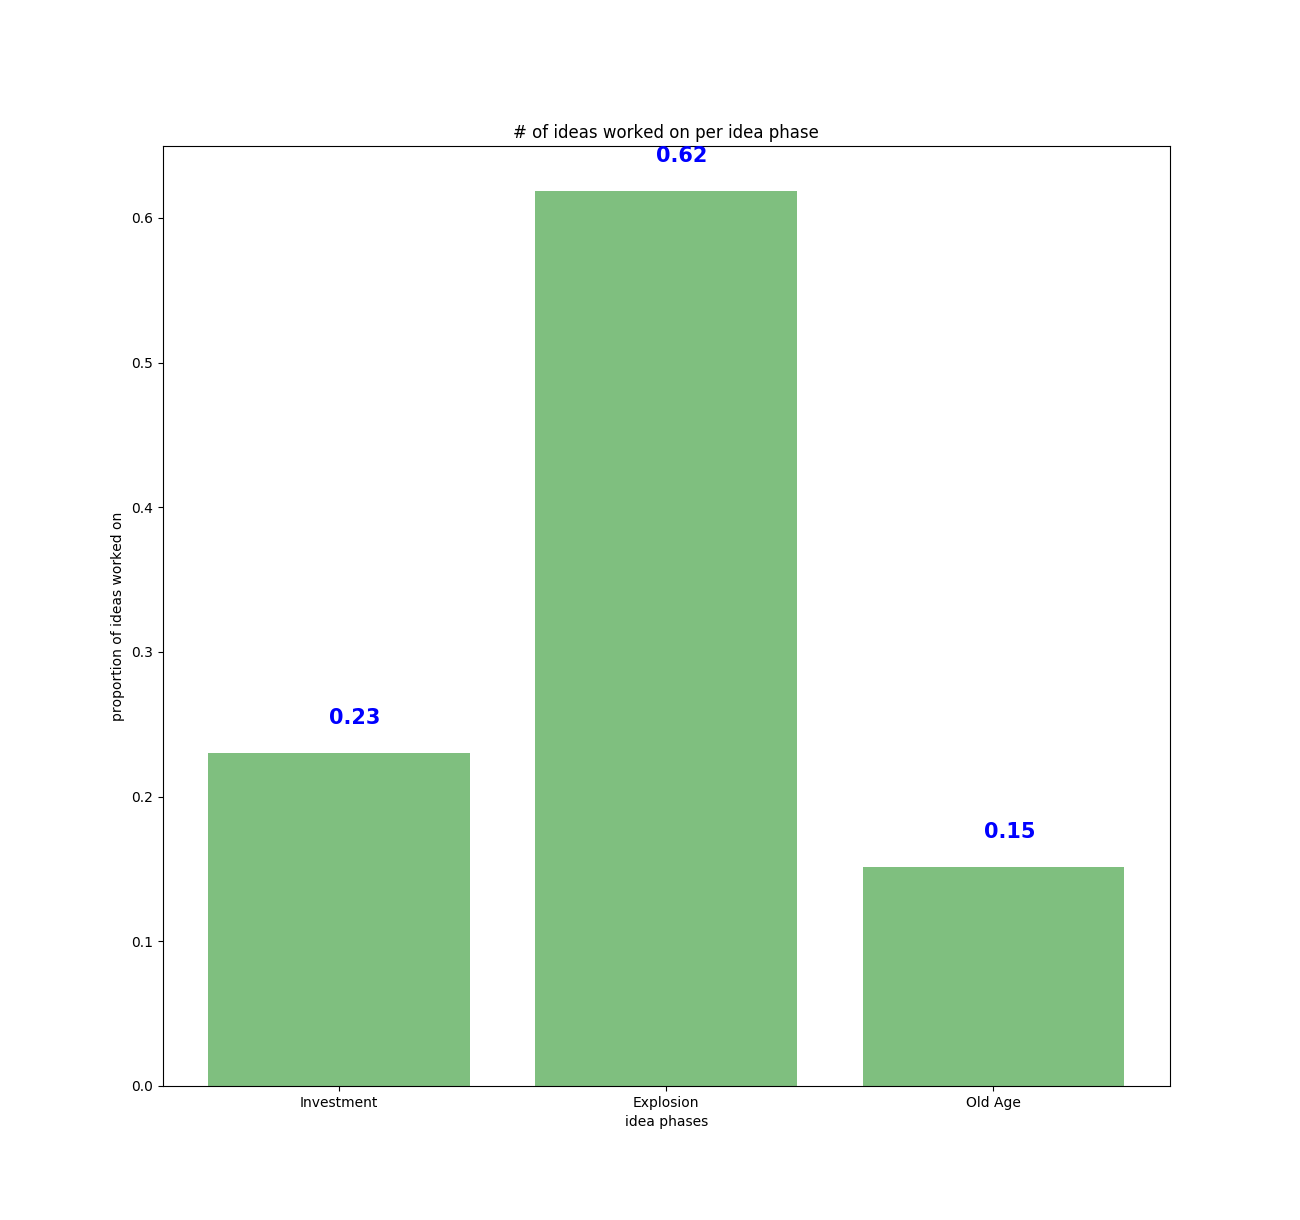 # of ideas worked on per idea phase
0.62
0.6
0.5
0.4
0.3
0.2
0.1
0.0
proportion of ideas worked on
0.23
0.15
Investment
Explosion
Old Age
idea phases